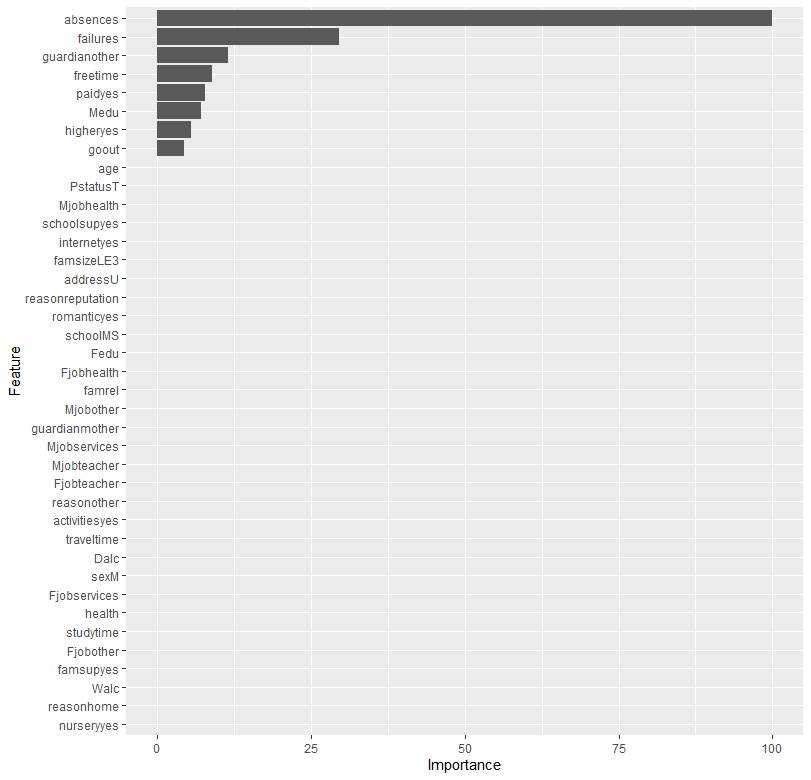 absences
failures
guardianother
freetime
paidyes
Medu
higheryes
goout
age
PstatusT
Mjobhealth
schoolsupyes
internetyes
famsizeLE3
addressU
reasonreputation
romanticyes
schoolMS
Fedu
Fjobhealth
famrel
Mjobother
guardianmother
Mjobservices
Mjobteacher
Fjobteacher
reasonother
activitiesyes
traveltime
Dalc
sexM
Fjobservices
health
studytime
Fjobother
famsupyes
Walc
reasonhome
nurseryyes
Feature
0 25 50 75 100
Importance